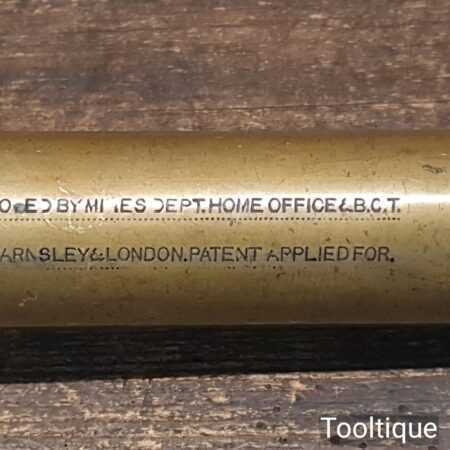 BY MINES DEPT. HOME OFFICE & B.C.T.
ARNSLEY & LONDON. PATENT APPLIED FOR.
Tooltique